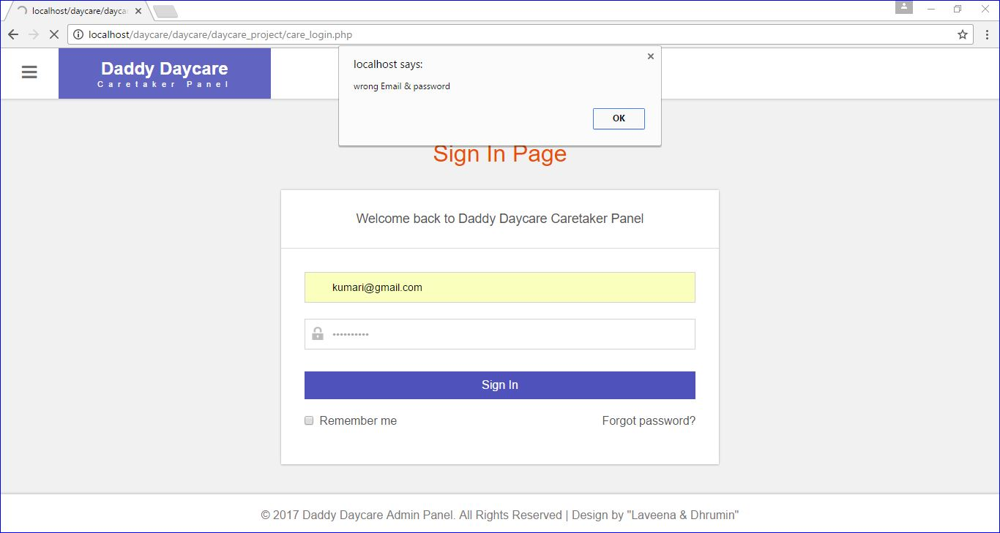 localhost/daycare/dayca
localhost/daycare/daycare/daycare_project/care_login.php
Daddy Daycare
Caretaker Panel
localhost says:
wrong Email & password
OK
Sign In Page
Welcome back to Daddy Daycare Caretaker Panel
kumari@gmail.com
••••••••••
Sign In
Remember me
Forgot password?
© 2017 Daddy Daycare Admin Panel. All Rights Reserved | Design by "Laveena & Dhrumin"